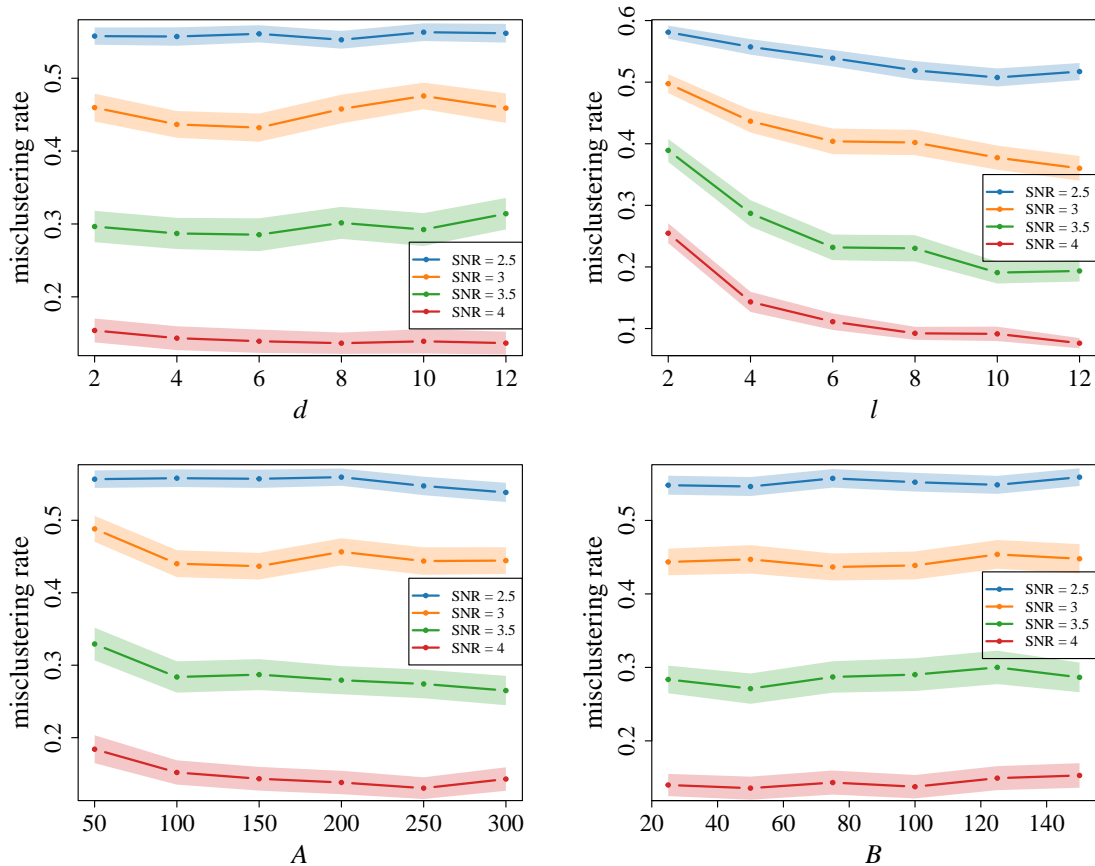 misclustering rate
0.5
0.4
0.3
0.2
2 4 6 8 10 12
d
SNR = 2.5
SNR = 3
SNR = 3.5
SNR = 4
misclustering rate
0.6
0.5
0.4
0.3
0.2
0.1
2 4 6 8 10 12
l
SNR = 2.5
SNR = 3
SNR = 3.5
SNR = 4
misclustering rate
0.5
0.4
0.3
0.2
50 100 150 200 250 300
A
SNR = 2.5
SNR = 3
SNR = 3.5
SNR = 4
misclustering rate
0.5
0.4
0.3
0.2
20 40 60 80 100 120 140
B
SNR = 2.5
SNR = 3
SNR = 3.5
SNR = 4